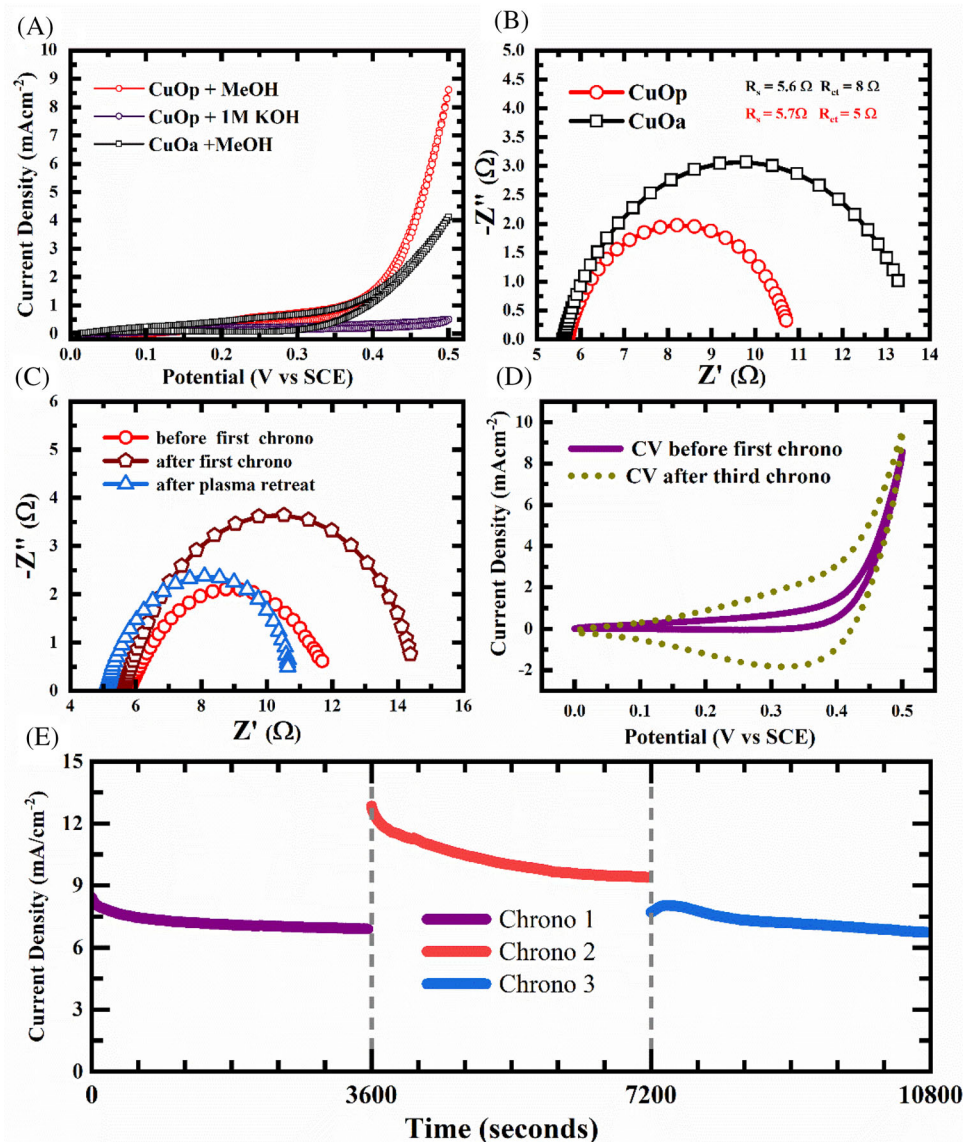 (A)
10
9
8
7
6
5
4
3
2
1
0
Current Density (mAcm⁻²)
CuOp + MeOH
CuOp + 1M KOH
CuOa +MeOH
0.0 0.1 0.2 0.3 0.4 0.5
Potential (V vs SCE)
(B)
5.0
4.5
4.0
3.5
3.0
2.5
2.0
1.5
1.0
0.5
0.0
-Z'' (Ω)
CuOp
CuOa
Rs = 5.6 Ω Rct = 8 Ω
Rs = 5.7Ω Rct = 5 Ω
5 6 7 8 9 10 11 12 13 14
Z' (Ω)
(C)
6
5
4
3
2
1
0
-Z'' (Ω)
before first chrono
after first chrono
after plasma retreat
4 6 8 10 12 14 16
Z' (Ω)
(D)
10
8
6
4
2
0
-2
Current Density (mAcm⁻²)
CV before first chrono
CV after third chrono
0.0 0.1 0.2 0.3 0.4 0.5
Potential (V vs SCE)
(E)
15
12
9
6
3
0
Current Density (mA/cm⁻²)
Chrono 1
Chrono 2
Chrono 3
0 3600 7200 10800
Time (seconds)